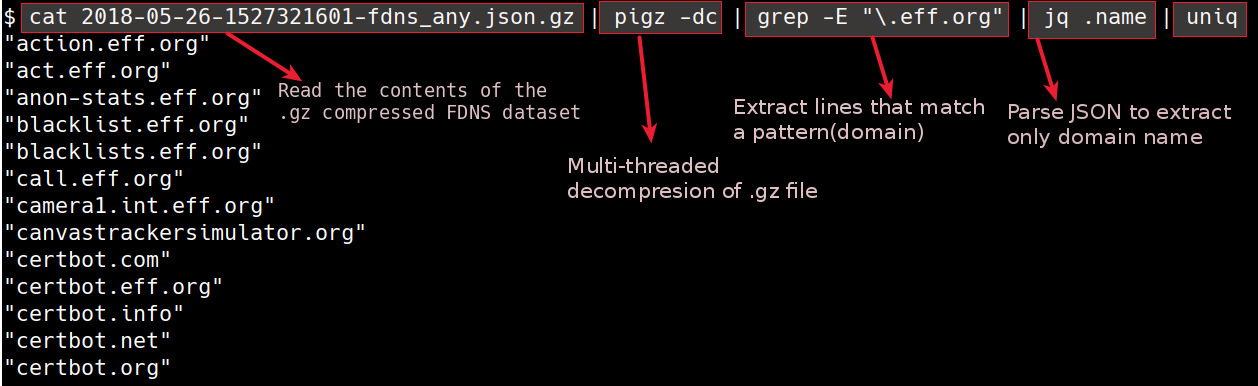 $ cat 2018-05-26-1527321601-fdns_any.json.gz | pigz -dc | grep -E "\.eff.org" | jq .name | uniq
"action.eff.org"
"act.eff.org"
"anon-stats.eff.org"
"blacklist.eff.org"
"blacklists.eff.org"
"call.eff.org"
"camera1.int.eff.org"
"canvastrackersimulator.org"
"certbot.com"
"certbot.eff.org"
"certbot.info"
"certbot.net"
"certbot.org"
Read the contents of the
.gz compressed FDNS dataset
Multi-threaded
decompresion of .gz file
Extract lines that match
a pattern(domain)
Parse JSON to extract
only domain name